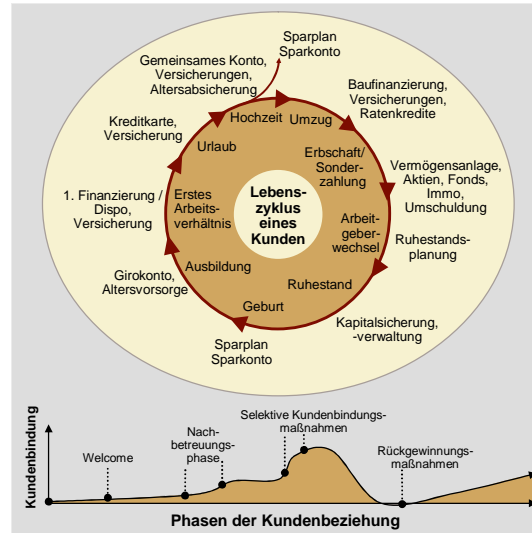 Sparplan
Sparkonto
Gemeinsames Konto,
Versicherungen,
Altersabsicherung
Baufinanzierung,
Versicherungen,
Ratenkredite
Kreditkarte,
Versicherung
Hochzeit
Umzug
Urlaub
Erbschaft/
Sonder-
zahlung
Vermögensanlage,
Aktien, Fonds,
Immo,
Umschuldung
1. Finanzierung /
Dispo,
Versicherung
Erstes
Arbeits-
verhältnis
Lebens-
zyklus
eines
Kunden
Arbeit-
geber-
wechsel
Ruhestands-
planung
Girokonto,
Altersvorsorge
Ausbildung
Ruhestand
Geburt
Kapitalsicherung,
-verwaltung
Sparplan
Sparkonto
Kundenbindung
Welcome
Nach-
betreuungs-
phase
Selektive Kundenbindungs-
maßnahmen
Rückgewinnungs-
maßnahmen
Phasen der Kundenbeziehung